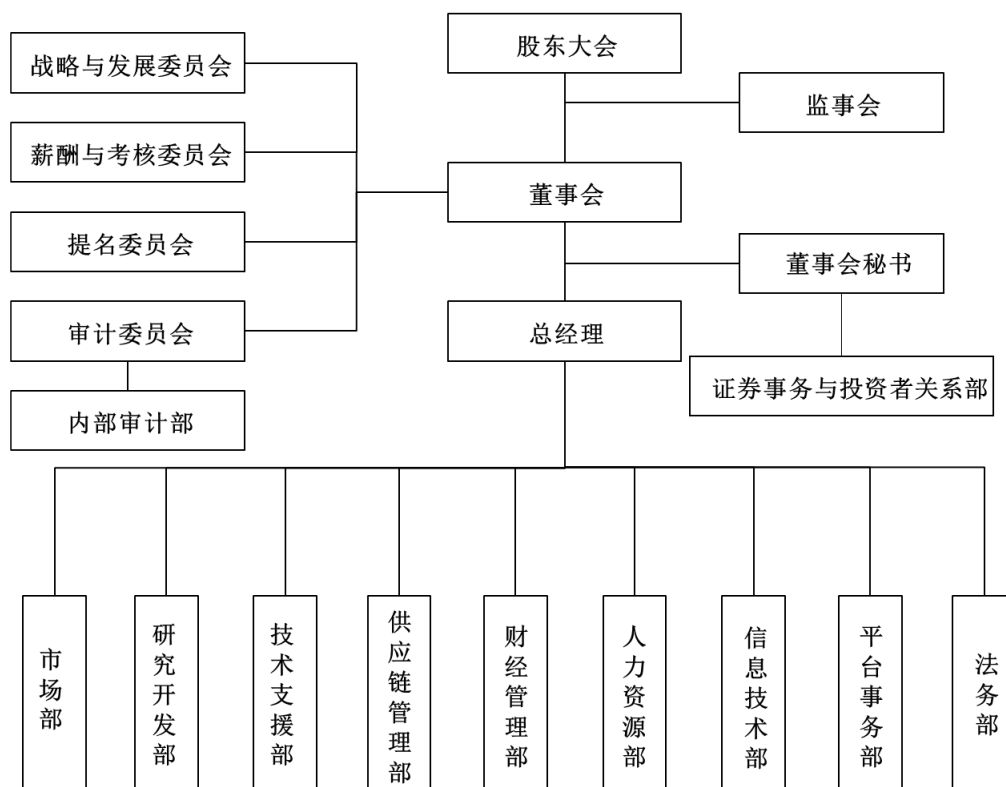 股东大会
战略与发展委员会
监事会
薪酬与考核委员会
董事会
提名委员会
董事会秘书
审计委员会
总经理
证券事务与投资者关系部
内部审计部
市场部
研究开发部
技术支援部
供应链管理部
财经管理部
人力资源部
信息技术部
平台事务部
法务部